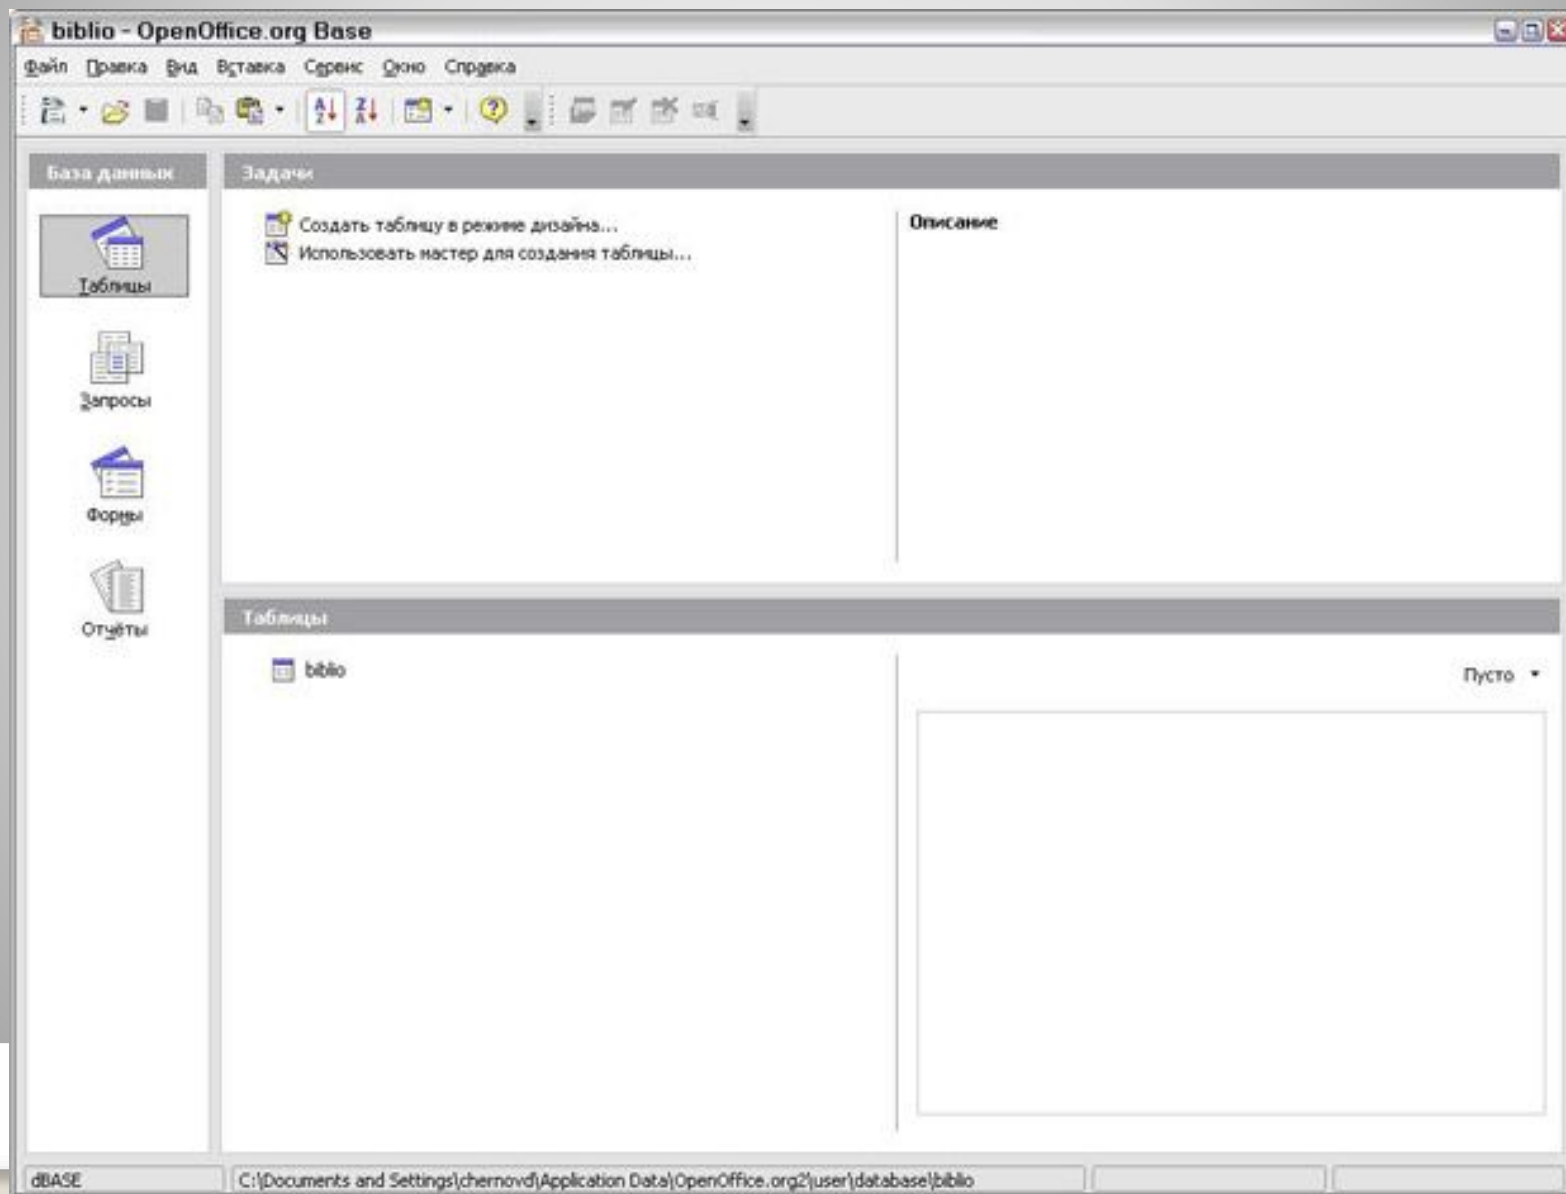 biblio - OpenOffice.org Base
Файл Правка Вид Вставка Сервис Окно Справка
База данных
Задачи
Таблицы
Запросы
Формы
Отчёты
Создать таблицу в режиме дизайна...
Использовать мастер для создания таблицы...
Описание
Таблицы
biblio
Пусто
dBASE
C:\Documents and Settings\chernovd\Application Data\OpenOffice.org2\user\database\biblio